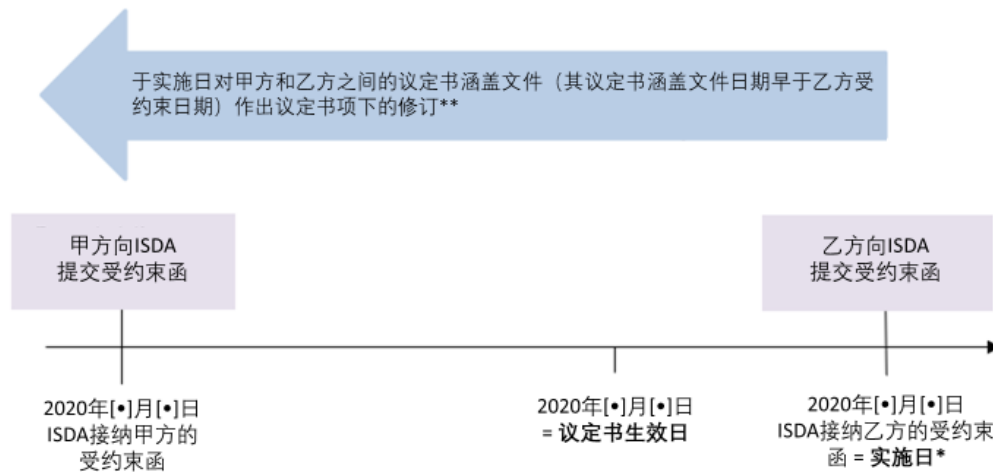 于实施日对甲方和乙方之间的议定书涵盖文件（其议定书涵盖文件日期早于乙方受
约束日期）作出议定书项下的修订**
甲方向ISDA
提交受约束函
乙方向ISDA
提交受约束函
2020年[•]月[•]日
ISDA接纳甲方的
受约束函
2020年[•]月[•]日
= 议定书生效日
2020年[•]月[•]日
ISDA接纳乙方的受约束
函 = 实施日*